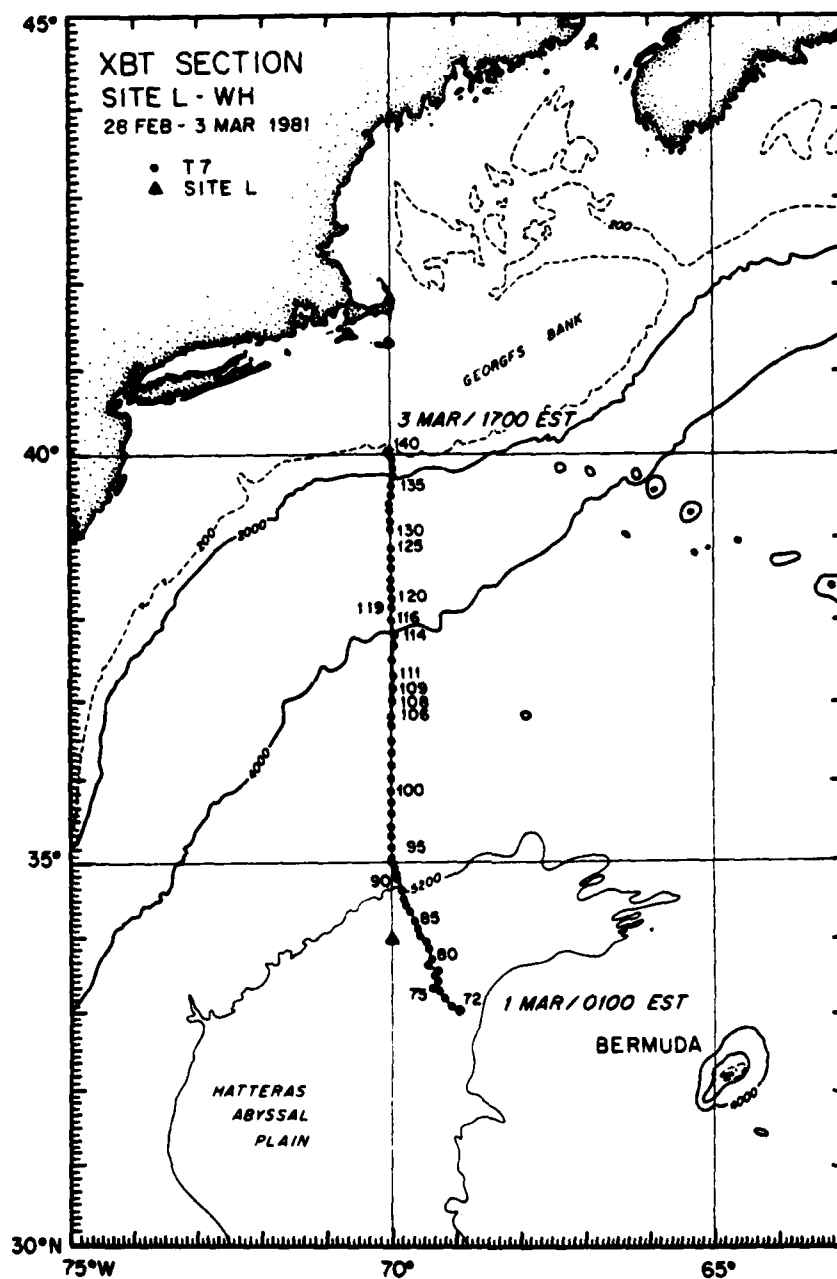 45°
XBT SECTION
SITE L - WH
28 FEB - 3 MAR 1981
T7
SITE L
200
GEORGES BANK
3 MAR / 1700 EST
140
40°
135
200
2000
130
125
120
119
116
114
111
109
108
106
4000
100
95
35°
90
5200
85
80
75
72
1 MAR / 0100 EST
BERMUDA
4000
HATTERAS
ABYSSAL
PLAIN
30°N
75°W
70°
65°